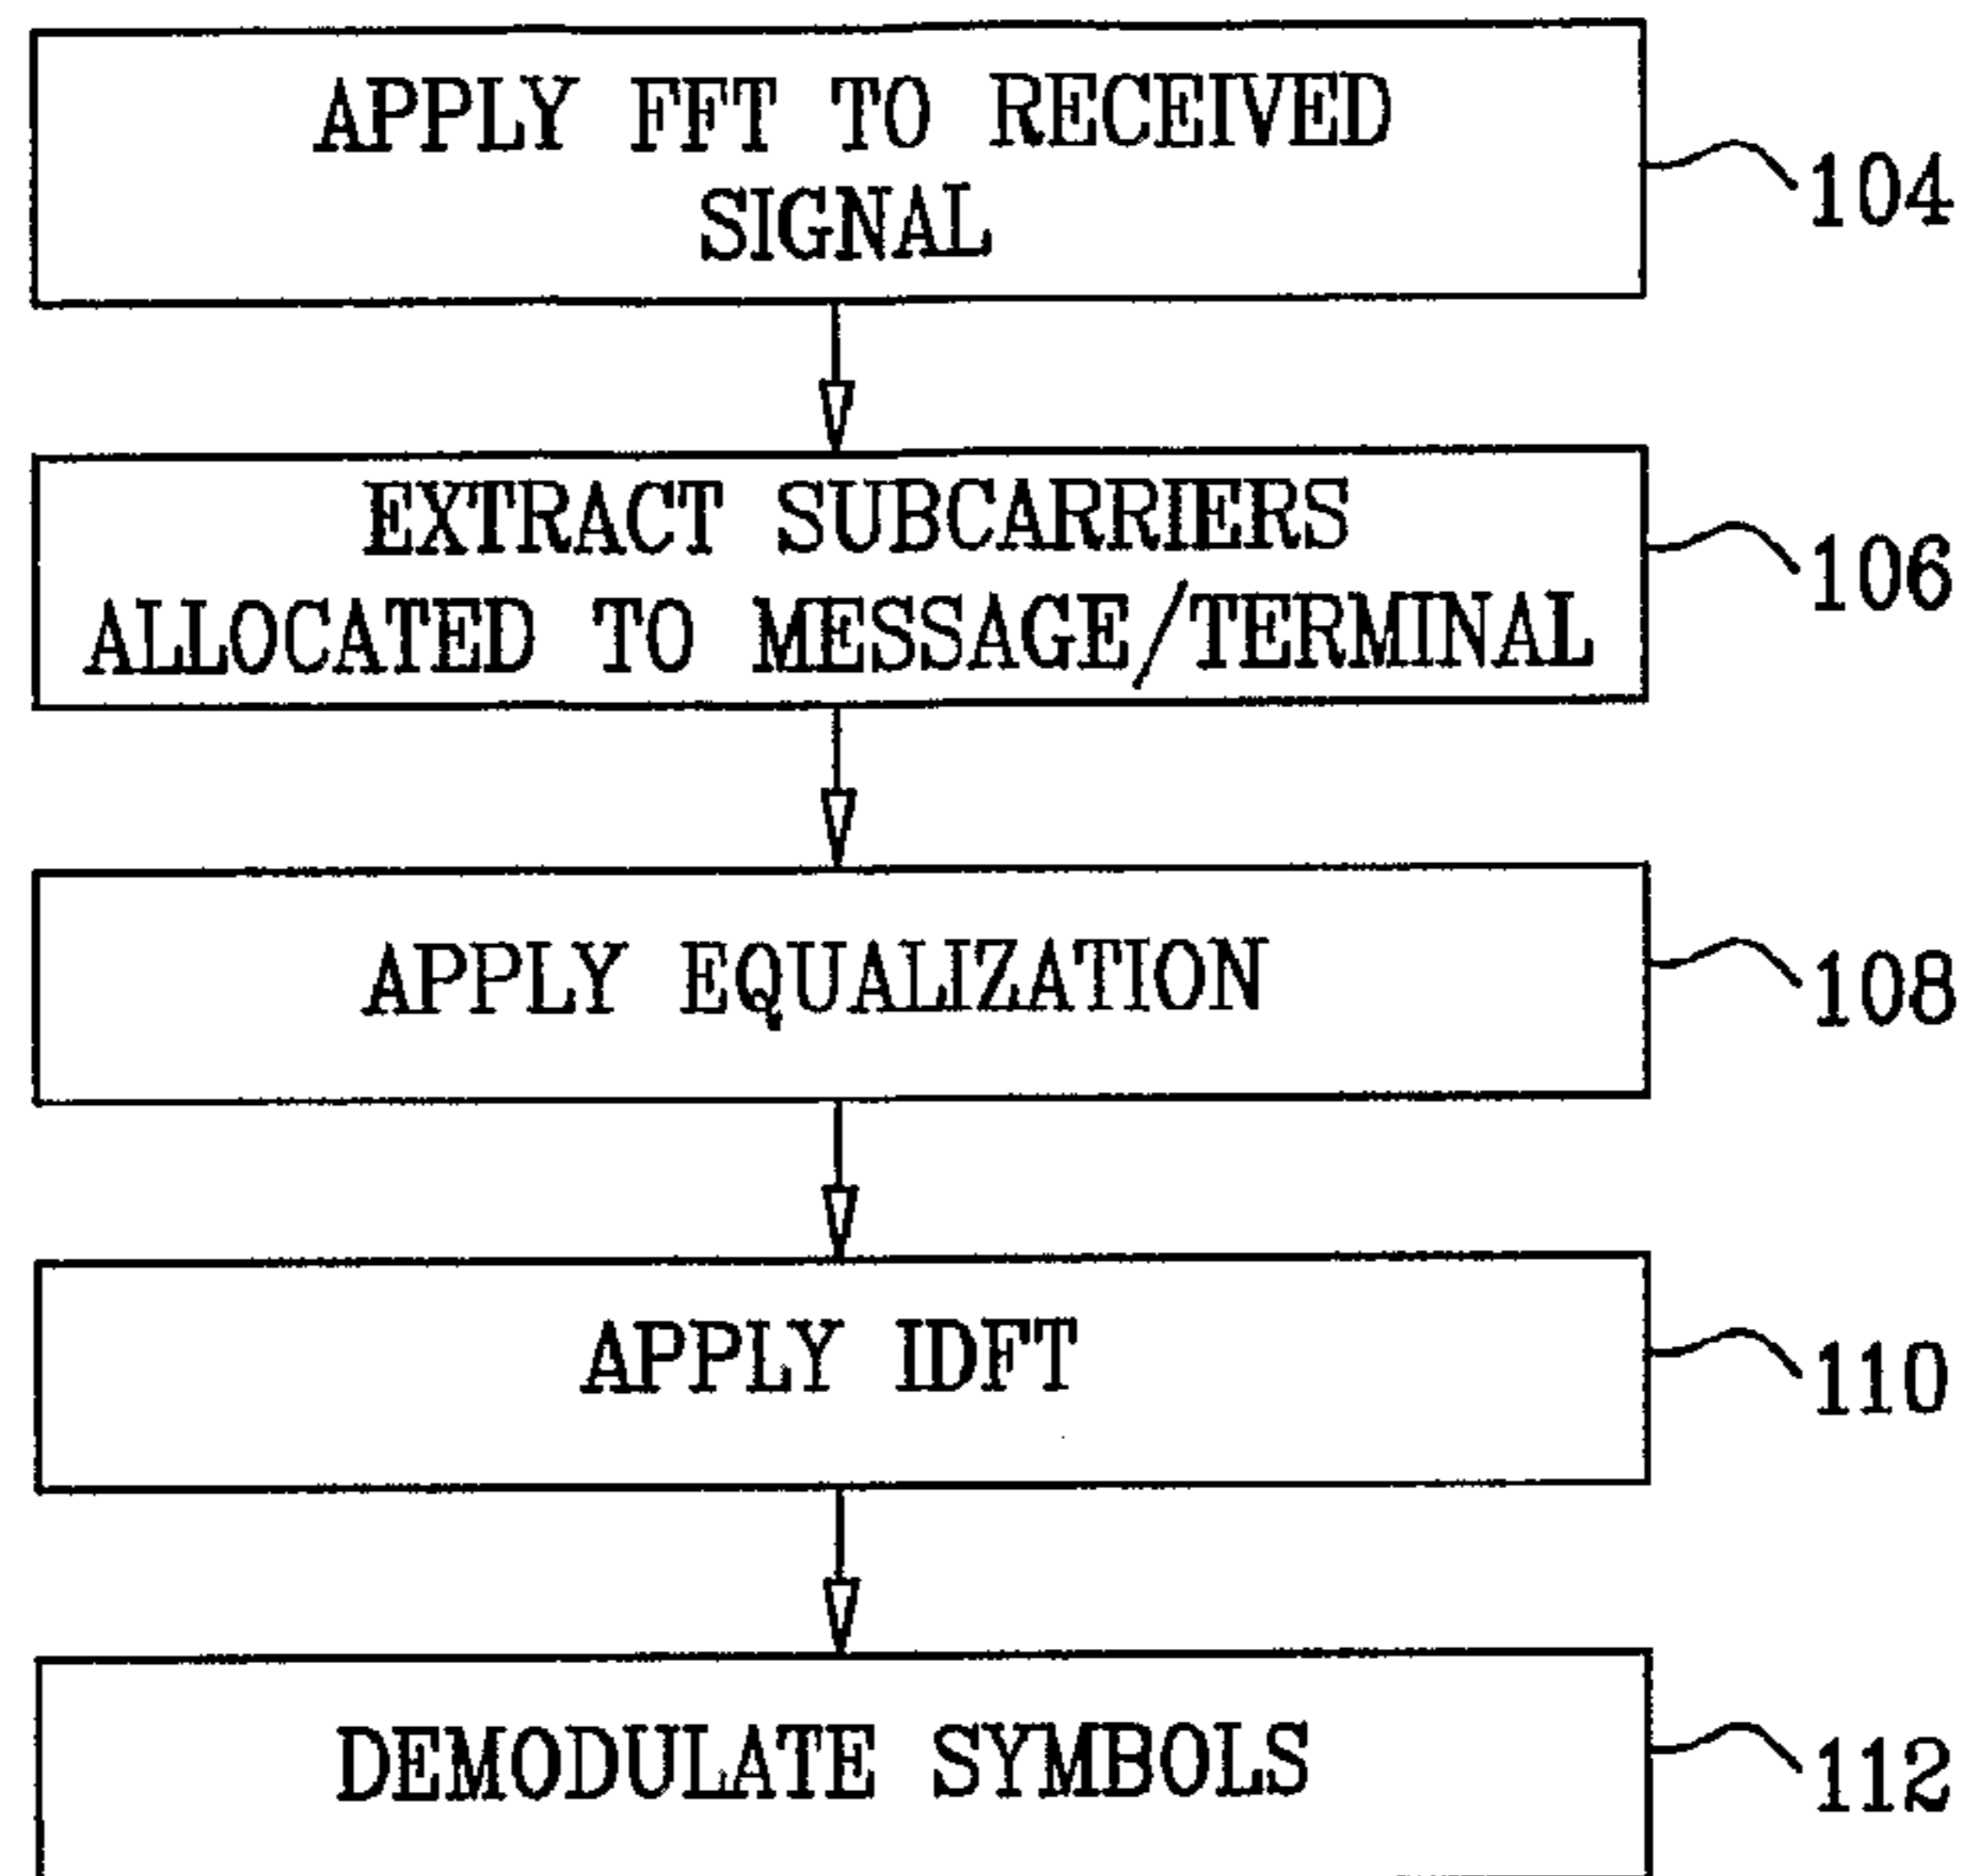 APPLY FFT TO RECEIVED
SIGNAL
104
EXTRACT SUBCARRIERS
ALLOCATED TO MESSAGE/TERMINAL
106
APPLY EQUALIZATION
108
APPLY IDFT
110
DEMODULATE SYMBOLS
112